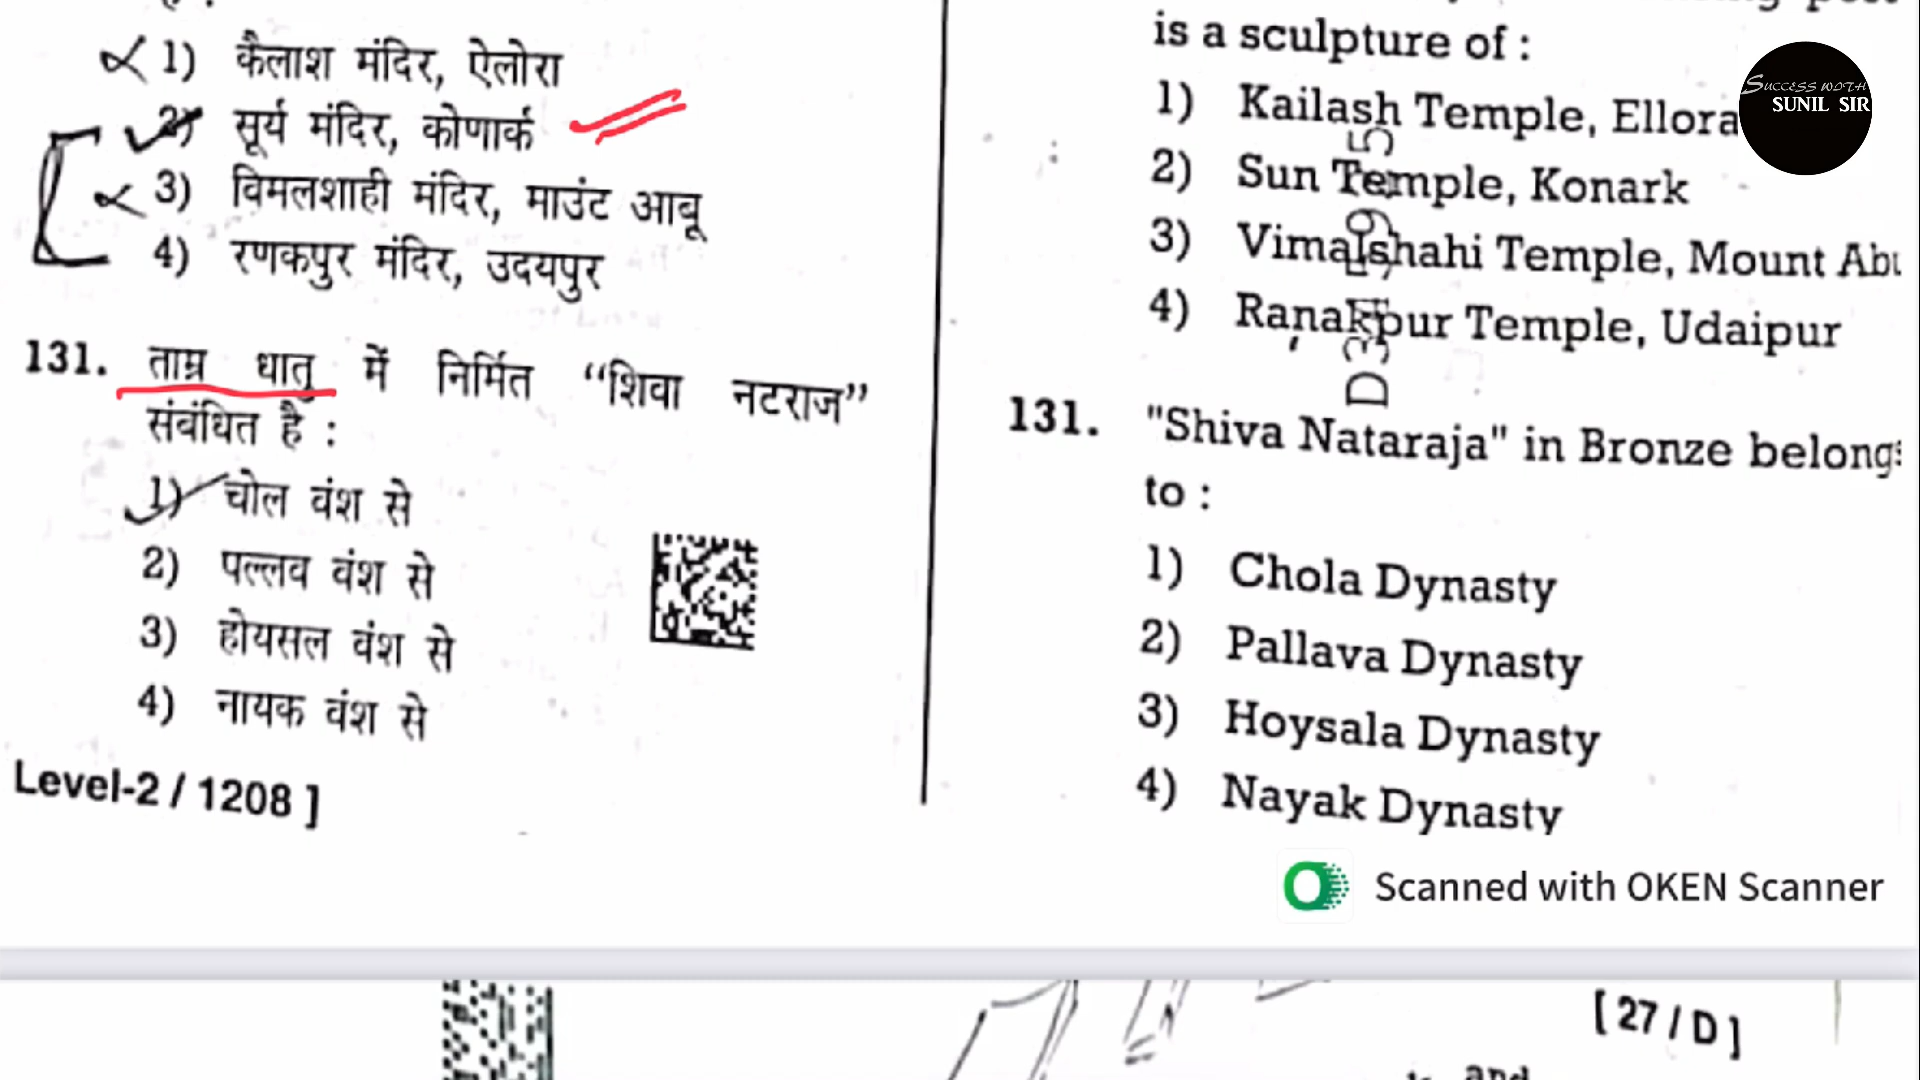 1) कैलाश मंदिर, ऐलोरा
2) सूर्य मंदिर, कोणार्क
3) विमलशाही मंदिर, माउंट आबू
4) रणकपुर मंदिर, उदयपुर
131. ताम्र धातु में निर्मित “शिवा नटराज”
संबंधित है :
1) चोल वंश से
2) पल्लव वंश से
3) होयसल वंश से
4) नायक वंश से
Level-2 / 1208 ]
is a sculpture of :
1) Kailash Temple, Ellora
2) Sun Temple, Konark
3) Vimalshahi Temple, Mount Abu
4) Ranakpur Temple, Udaipur
131. "Shiva Nataraja" in Bronze belongs
to :
1) Chola Dynasty
2) Pallava Dynasty
3) Hoysala Dynasty
4) Nayak Dynasty
SUCCESS WITH
SUNIL SIR
Scanned with OKEN Scanner
[ 27 / D ]
and